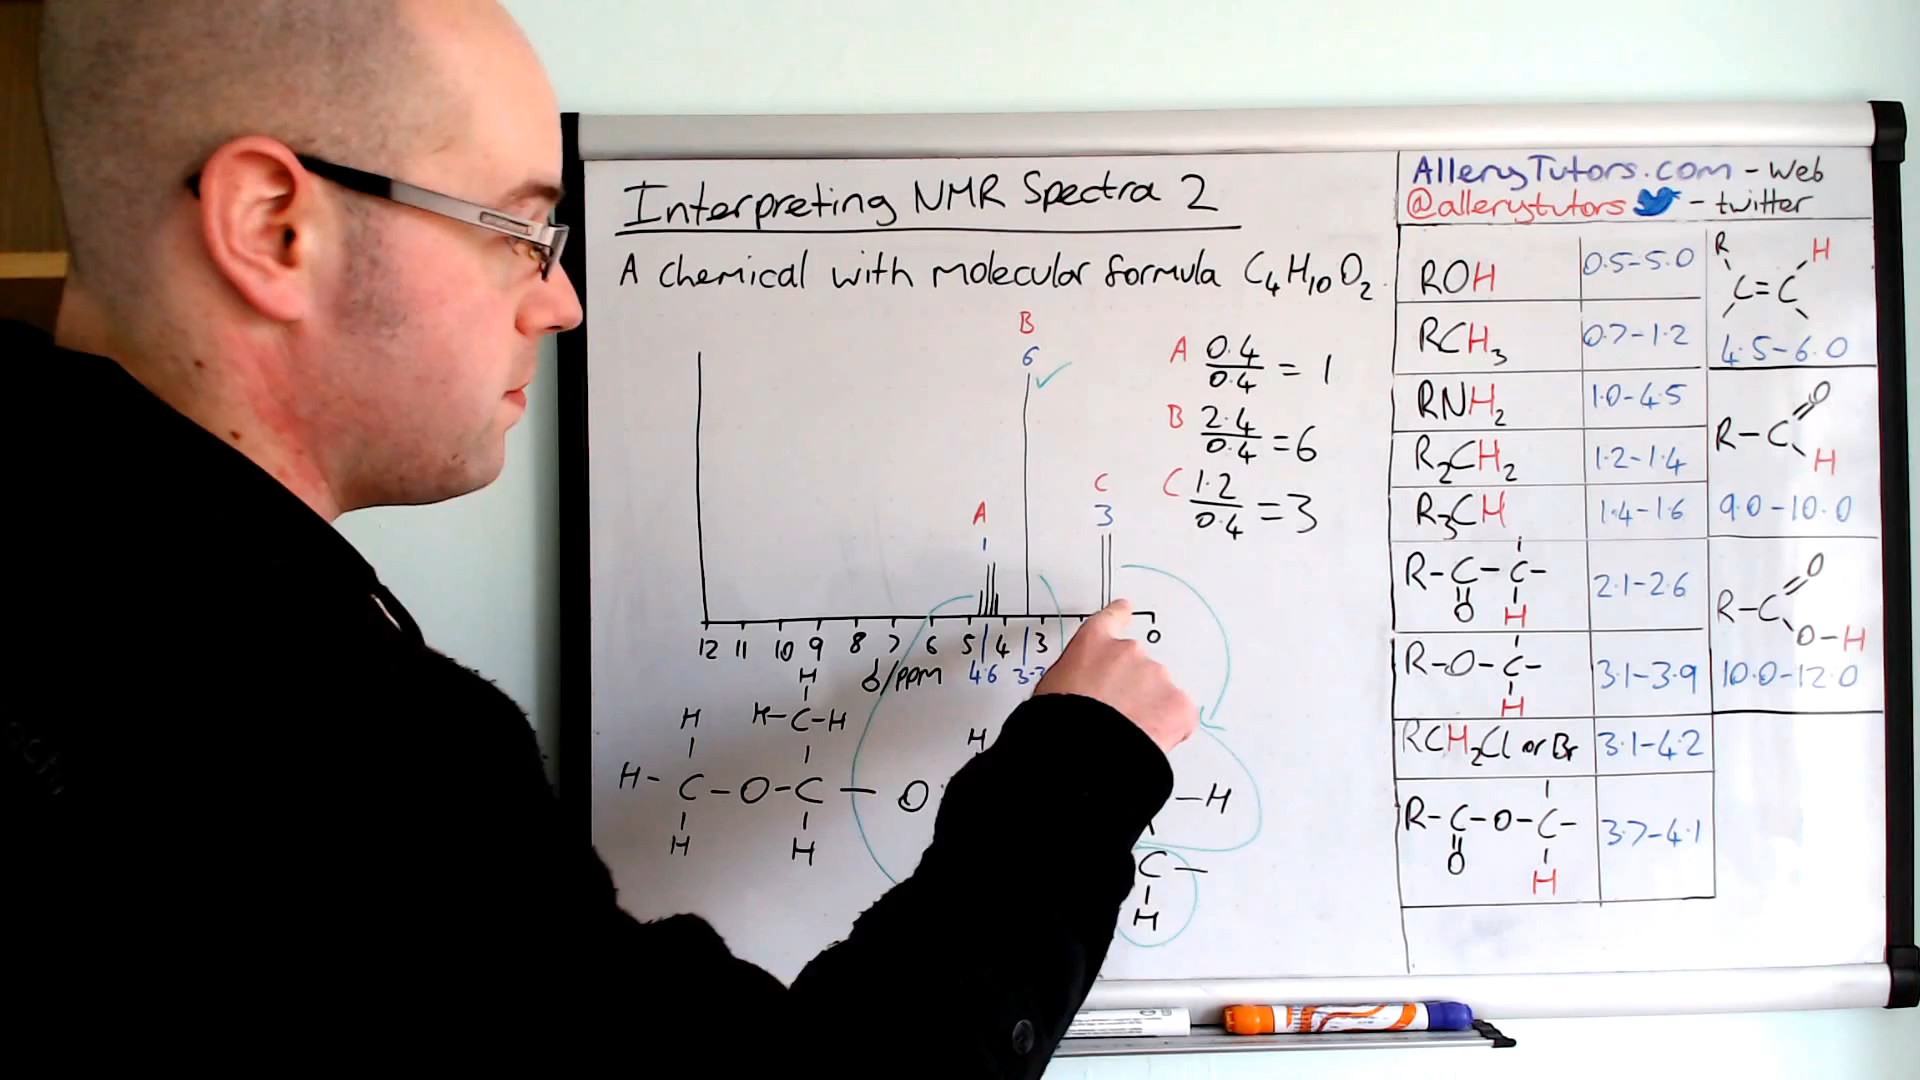 Interpreting NMR Spectra 2
A chemical with molecular formula C₄H₁₀O₂
B
6
A
1
C
3
12 11 10 9 8 7 6 5 4 3 0
δ/ppm 4.6
A 0.4/0.4 = 1
B 2.4/0.4 = 6
C 1.2/0.4 = 3
H
H H-C-H H
H- C-O-C-O -H
H H
C-
H
AlleryTutors.com - web
@allerytutors - twitter
ROH 0.5-5.0
RCH₃ 0.7-1.2
RNH₂ 1.0-4.5
R₂CH₂ 1.2-1.4
R₃CH 1.4-1.6
R-C-C- 2.1-2.6
O H
R-O-C- 3.1-3.9
H
RCH₂Cl or Br 3.1-4.2
R-C-O-C- 3.7-4.1
O H
R H
C=C
4.5-6.0
O
R-C
H
9.0-10.0
O
R-C
O-H
10.0-12.0